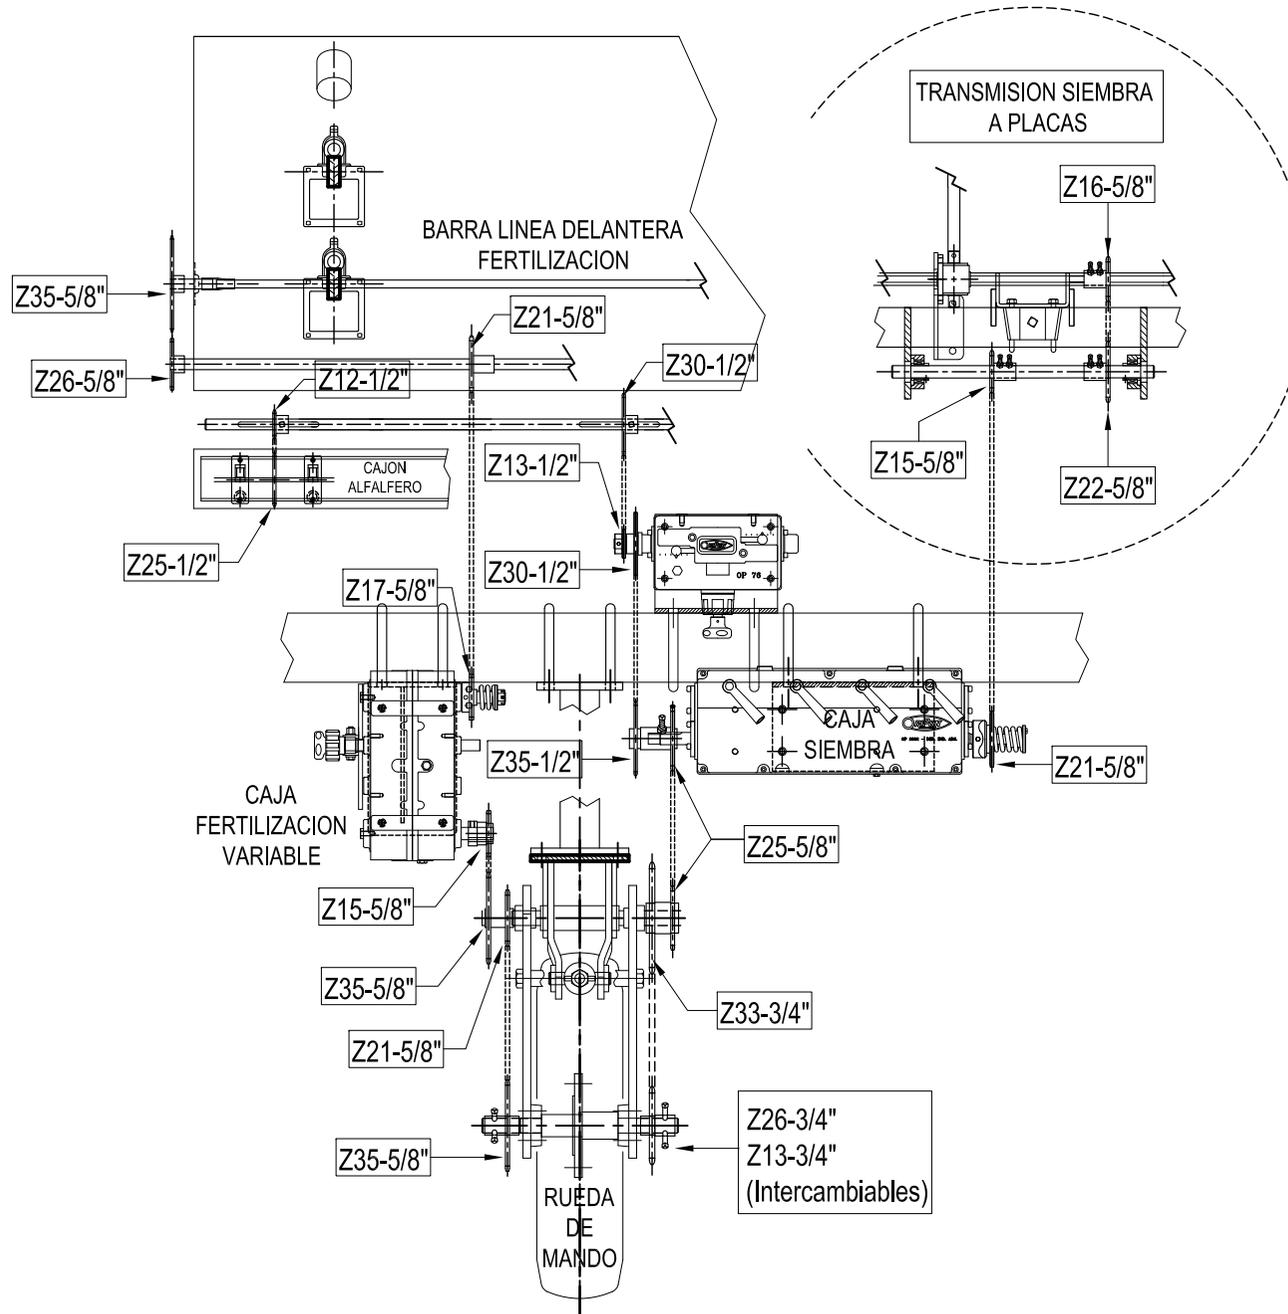 TRANSMISION SIEMBRA
A PLACAS
Z16-5/8"
BARRA LINEA DELANTERA
FERTILIZACION
Z35-5/8"
Z21-5/8"
Z26-5/8"
Z12-1/2"
Z30-1/2"
Z15-5/8"
Z22-5/8"
CAJON
ALFALFERO
Z13-1/2"
Z25-1/2"
Z30-1/2"
OP 76
Z17-5/8"
CAJA
SIEMBRA
Z35-1/2"
Z21-5/8"
CAJA
FERTILIZACION
VARIABLE
Z25-5/8"
Z15-5/8"
Z35-5/8"
Z33-3/4"
Z21-5/8"
Z35-5/8"
Z26-3/4"
Z13-3/4"
(Intercambiables)
RUEDA
DE
MANDO